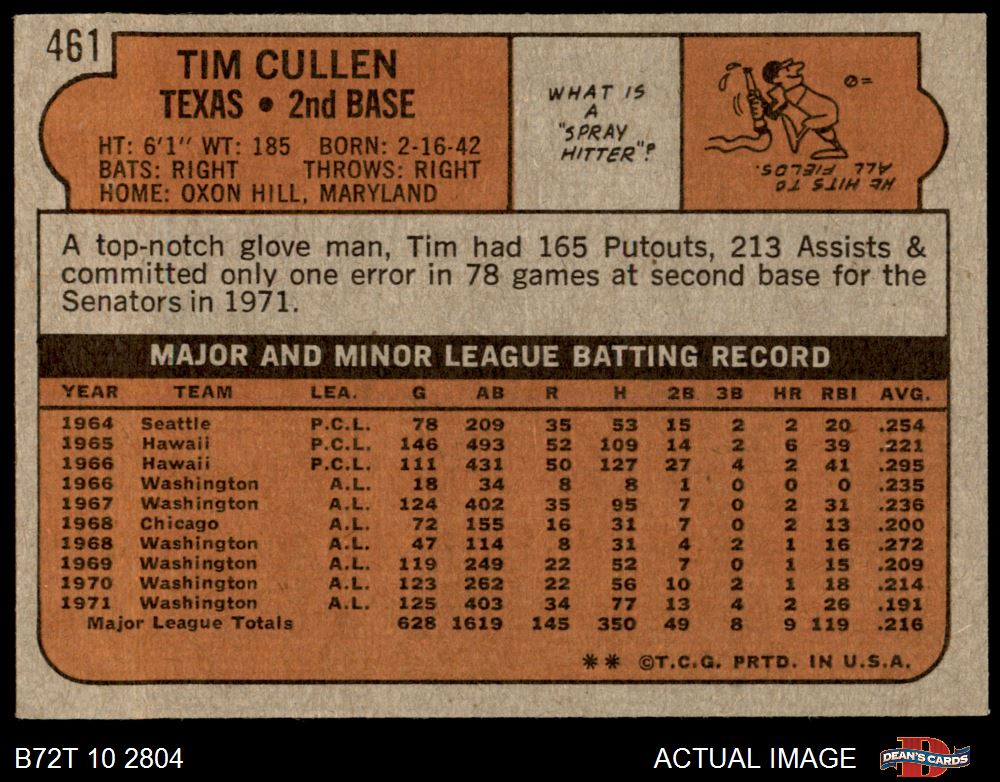 461
TIM CULLEN
TEXAS • 2nd BASE
HT: 6'1" WT: 185 BORN: 2-16-42
BATS: RIGHT THROWS: RIGHT
HOME: OXON HILL, MARYLAND
WHAT IS
A
"SPRAY
HITTER"?
HE HITS TO
ALL FIELDS.
A top-notch glove man, Tim had 165 Putouts, 213 Assists &
committed only one error in 78 games at second base for the
Senators in 1971.
MAJOR AND MINOR LEAGUE BATTING RECORD
YEAR TEAM LEA. G AB R H 2B 3B HR RBI AVG.
1964 Seattle P.C.L. 78 209 35 53 15 2 2 20 .254
1965 Hawaii P.C.L. 146 493 52 109 14 2 6 39 .221
1966 Hawaii P.C.L. 111 431 50 127 27 4 2 41 .295
1966 Washington A.L. 18 34 8 8 1 0 0 0 .235
1967 Washington A.L. 124 402 35 95 7 0 2 31 .236
1968 Chicago A.L. 72 155 16 31 7 0 2 13 .200
1968 Washington A.L. 47 114 8 31 4 2 1 16 .272
1969 Washington A.L. 119 249 22 52 7 0 1 15 .209
1970 Washington A.L. 123 262 22 56 10 2 1 18 .214
1971 Washington A.L. 125 403 34 77 13 4 2 26 .191
Major League Totals 628 1619 145 350 49 8 9 119 .216
** ©T.C.G. PRTD. IN U.S.A.
B72T 10 2804
ACTUAL IMAGE
DEAN'S CARDS